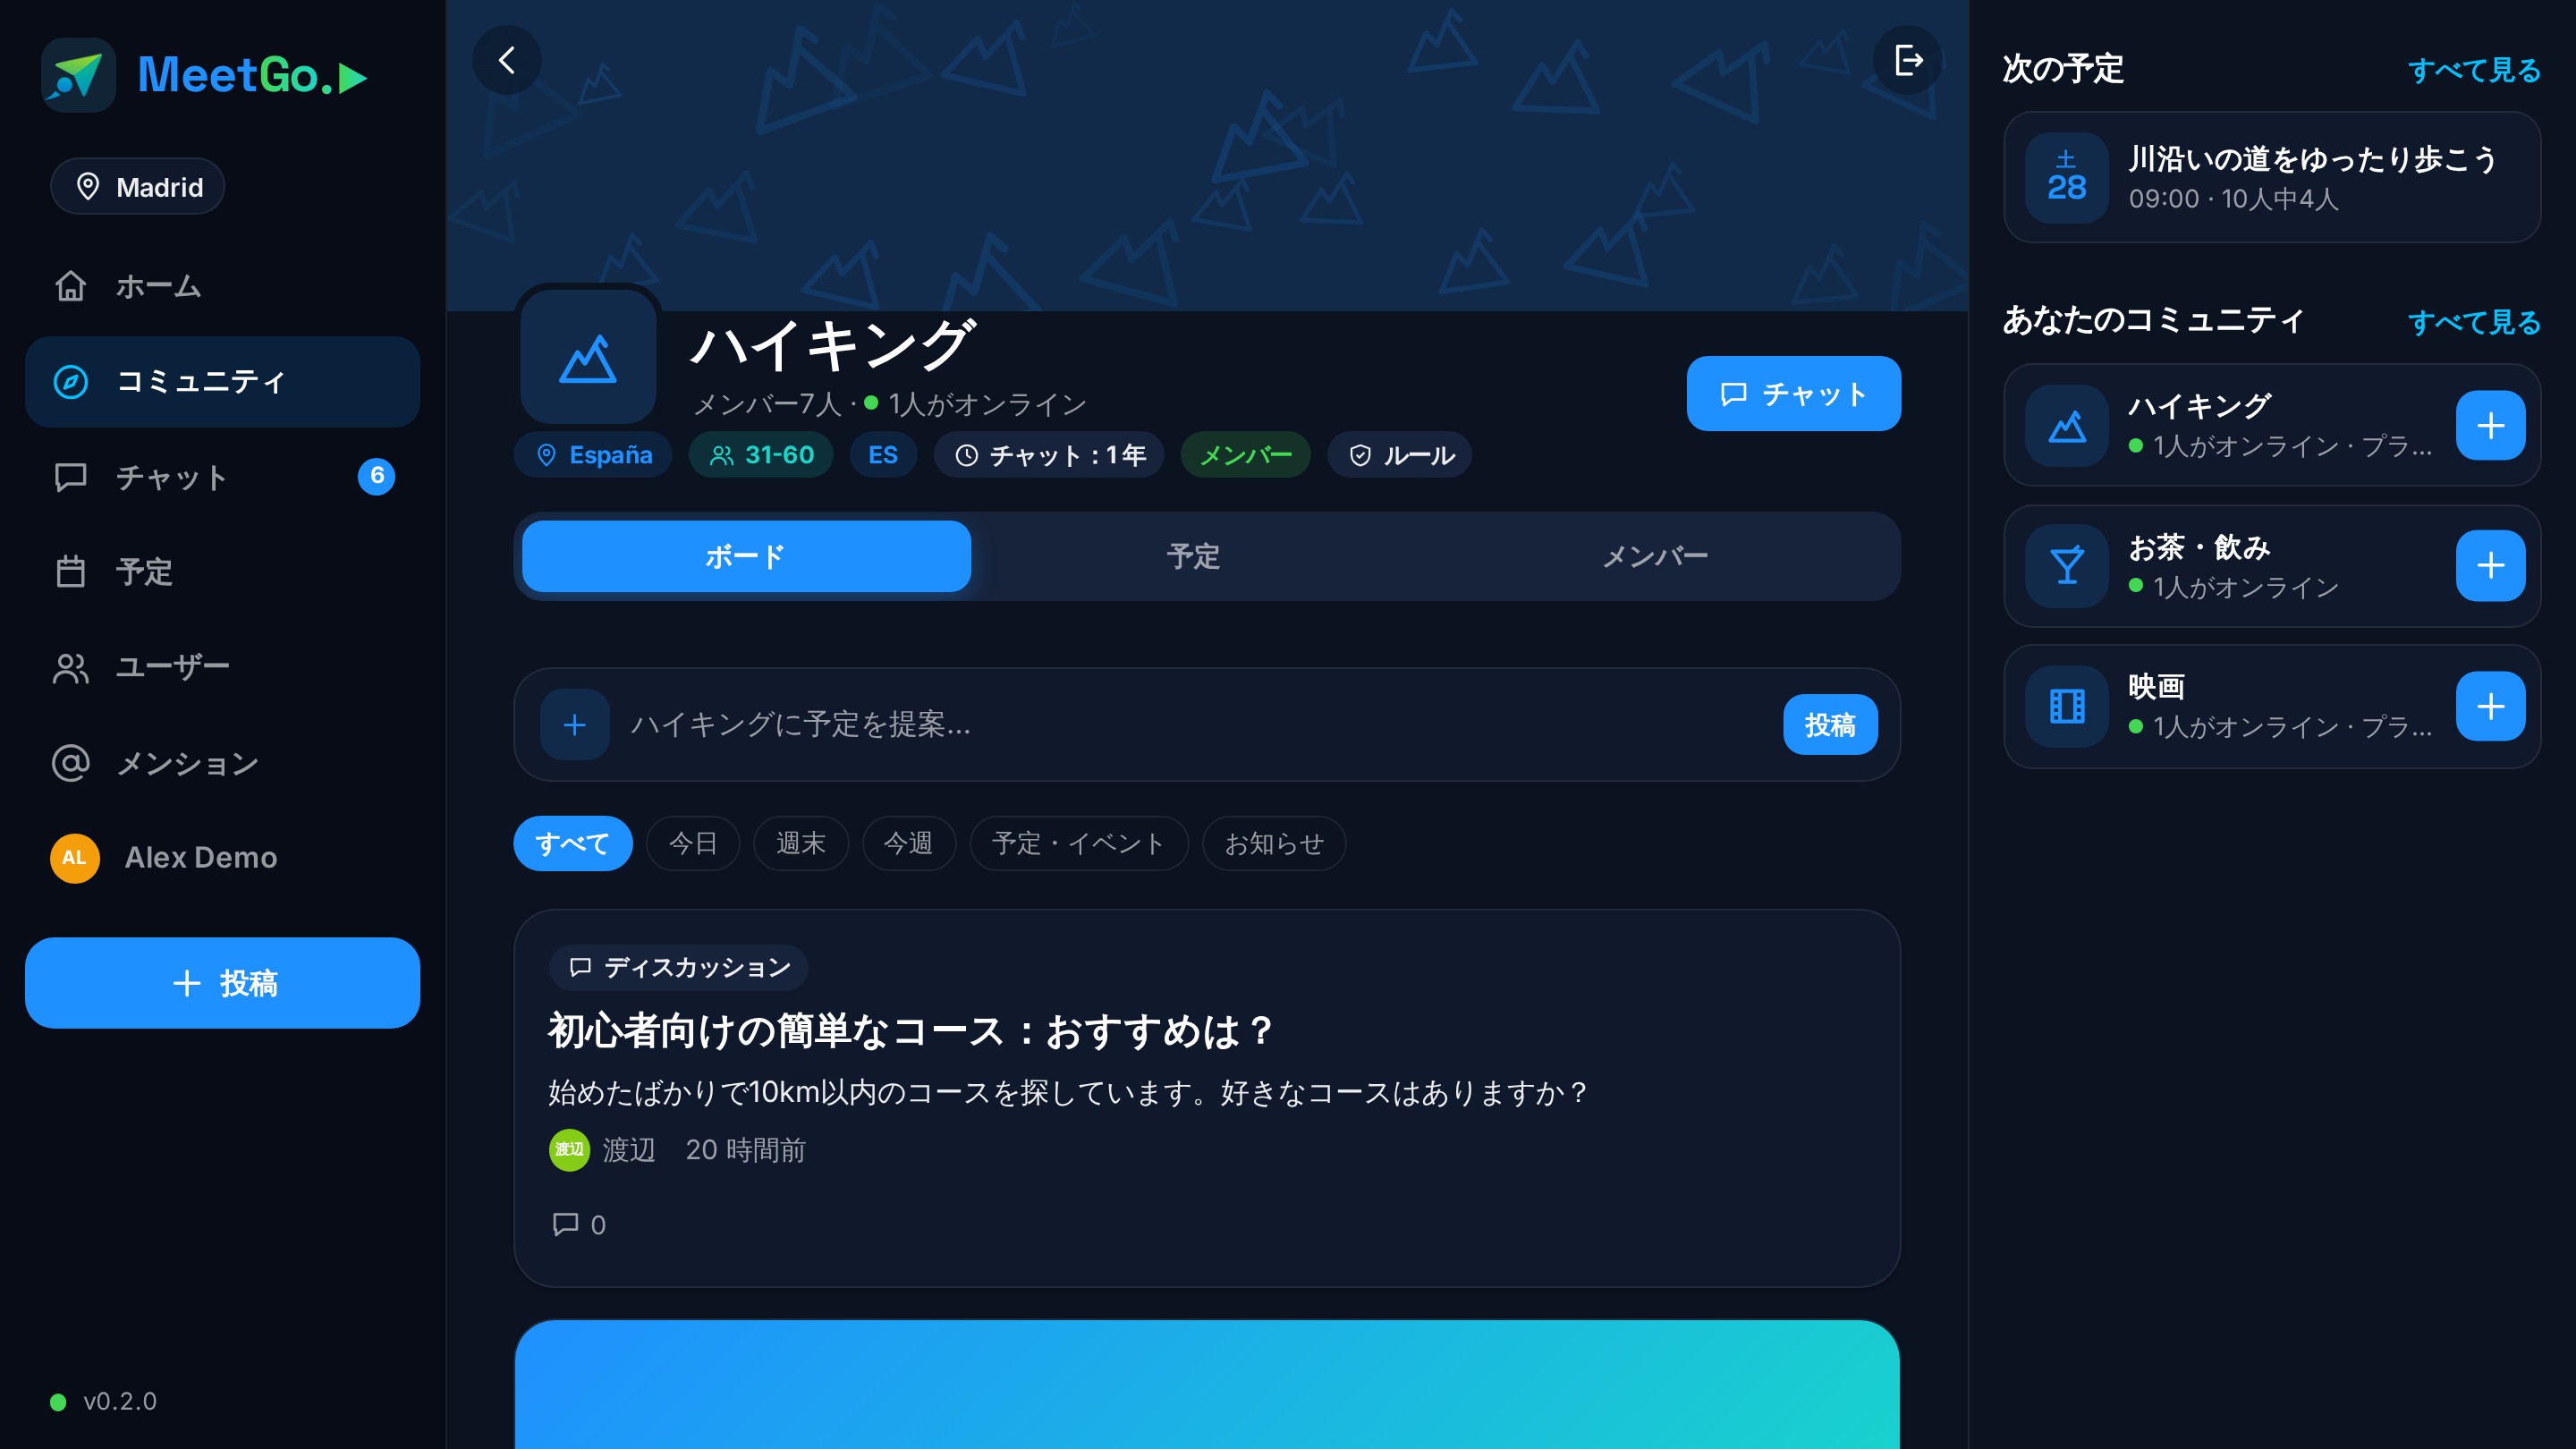 MeetGo.
Madrid
ホーム
コミュニティ
チャット 6
予定
ユーザー
メンション
AL Alex Demo
投稿
v0.2.0
ハイキング
メンバー7人 · 1人がオンライン
チャット
España 31-60 ES チャット：1年 メンバー ルール
ボード 予定 メンバー
ハイキングに予定を提案... 投稿
すべて 今日 週末 今週 予定・イベント お知らせ
ディスカッション
初心者向けの簡単なコース：おすすめは？
始めたばかりで10km以内のコースを探しています。好きなコースはありますか？
渡辺 渡辺 20 時間前
0
次の予定 すべて見る
土
28
川沿いの道をゆったり歩こう
09:00 · 10人中4人
あなたのコミュニティ すべて見る
ハイキング
1人がオンライン · プラ...
お茶・飲み
1人がオンライン
映画
1人がオンライン · プラ...